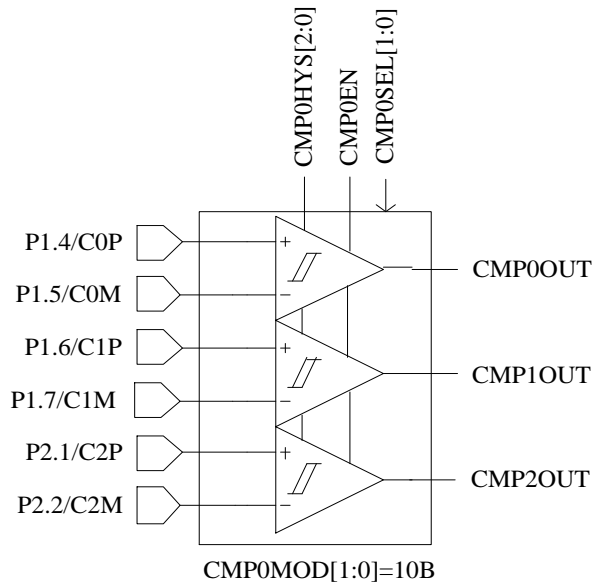 CMP0HYS[2:0]
CMP0EN
CMP0SEL[1:0]
P1.4/C0P
+
CMP0OUT
P1.5/C0M
−
P1.6/C1P
+
CMP1OUT
P1.7/C1M
−
P2.1/C2P
+
CMP2OUT
P2.2/C2M
−
CMP0MOD[1:0]=10B